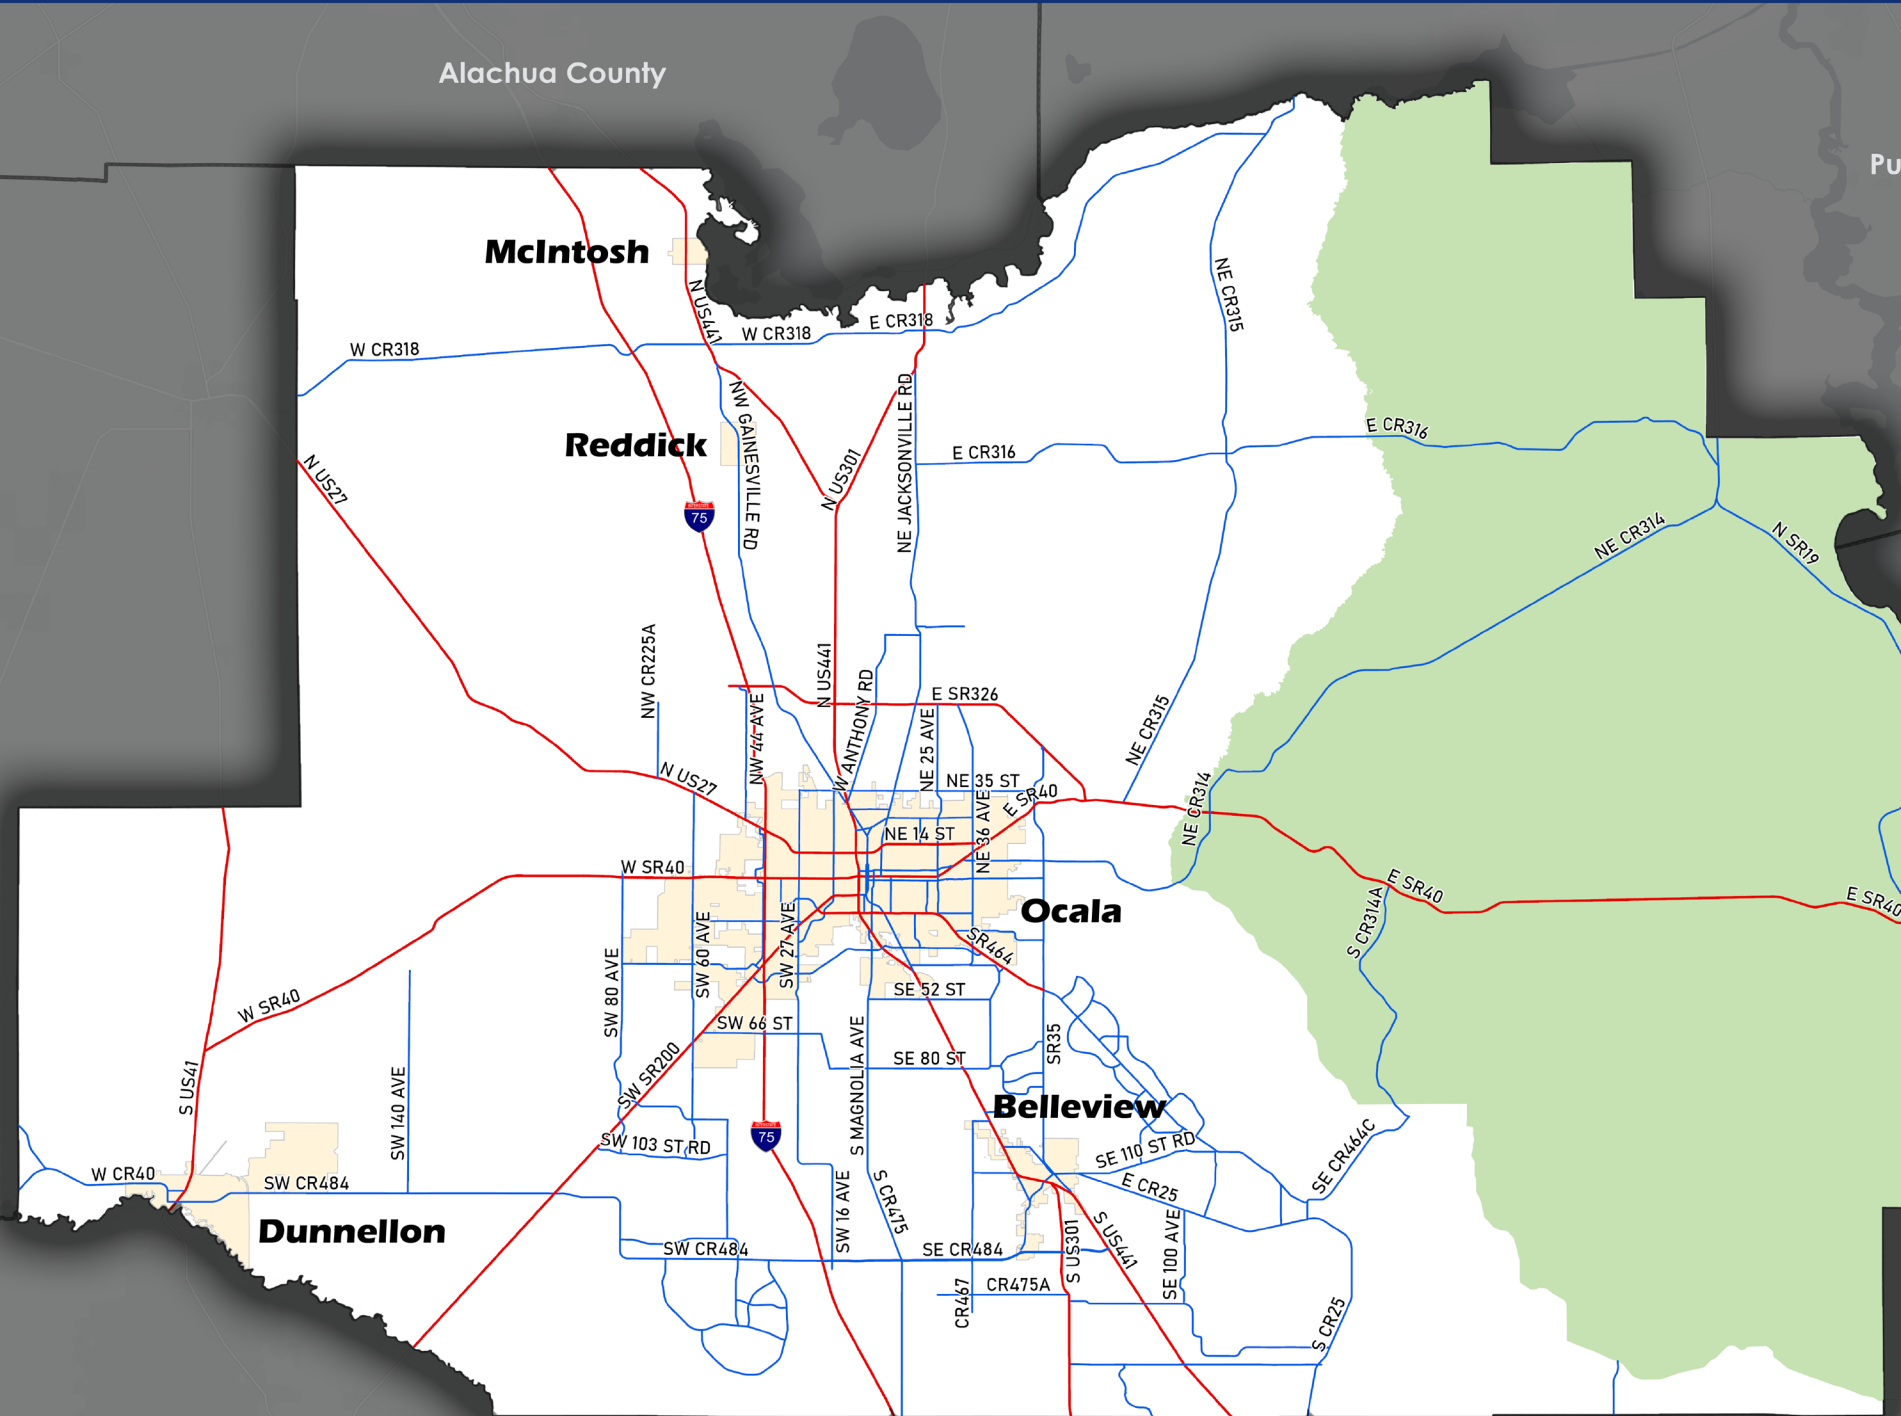 Alachua County
Pu
McIntosh
N US441
NE CR315
E CR318
W CR318
W CR318
NW GAINESVILLE RD
NE JACKSONVILLE RD
E CR316
Reddick
N US301
E CR316
N US27
75
NE CR314
N SR19
NW CR225A
N US441
W ANTHONY RD
E SR326
NW 44 AVE
NE 25 AVE
NE CR315
N US27
NE 35 ST
E SR40
NE CR314
NE 14 ST
NE 36 AVE
W SR40
E SR40
E SR40
Ocala
S CR314A
SW 60 AVE
SW 27 AVE
SR464
SW 80 AVE
SE 52 ST
W SR40
SW 66 ST
S MAGNOLIA AVE
SR35
SE 80 ST
SW SR200
S US41
SW 140 AVE
Belleview
75
SW 103 ST RD
SE 110 ST RD
SE CR464C
W CR40
SW CR484
E CR25
SW 16 AVE
S CR475
Dunnellon
SW CR484
SE CR484
S US301
S US441
SE 100 AVE
CR467
CR475A
S CR25